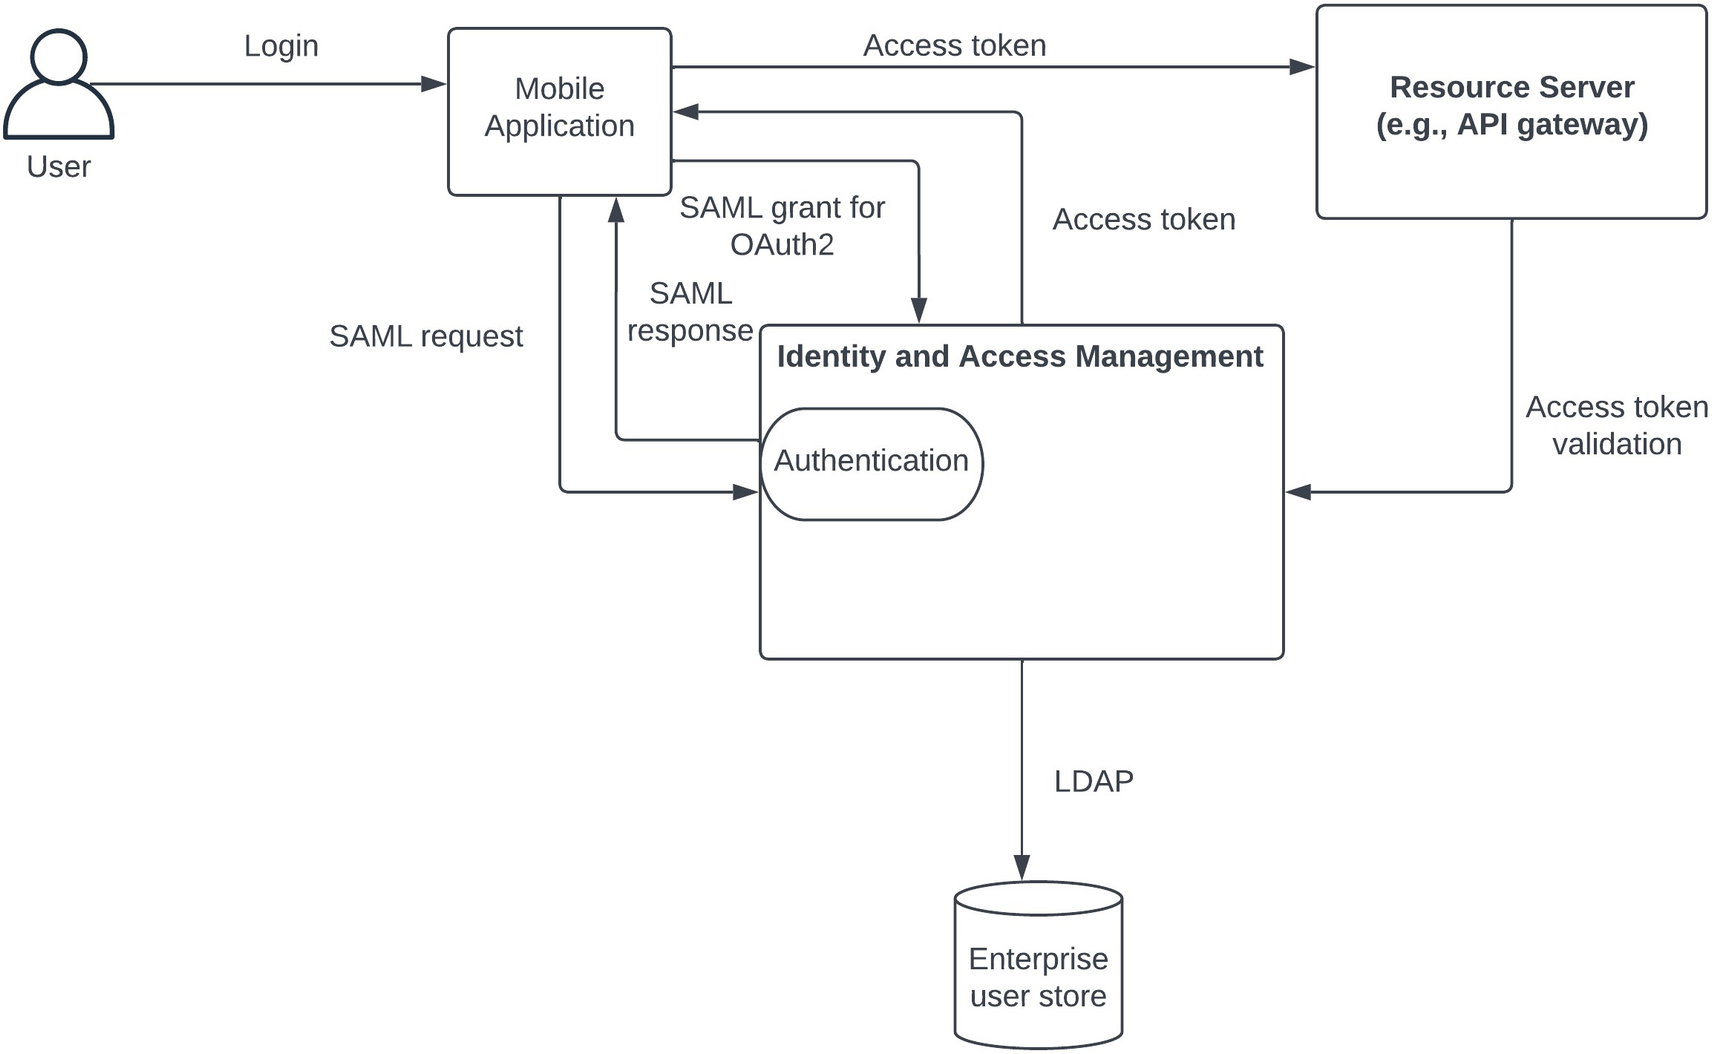 Login
Access token
Mobile
Application
Resource Server
(e.g., API gateway)
User
SAML grant for
OAuth2
Access token
SAML
response
SAML request
Identity and Access Management
Access token
validation
Authentication
LDAP
Enterprise
user store